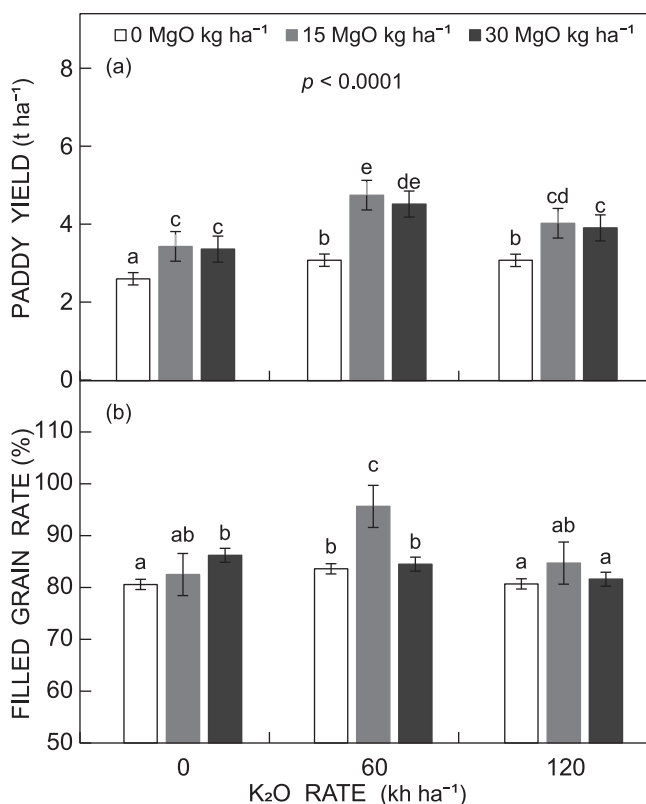 0 MgO kg ha⁻¹ 15 MgO kg ha⁻¹ 30 MgO kg ha⁻¹
(a)
p < 0.0001
PADDY YIELD (t ha⁻¹)
8
6
4
2
0
a c c b e de b cd c
(b)
FILLED GRAIN RATE (%)
110
100
90
80
70
60
50
a ab b b c b a ab a
0 60 120
K₂O RATE (kh ha⁻¹)